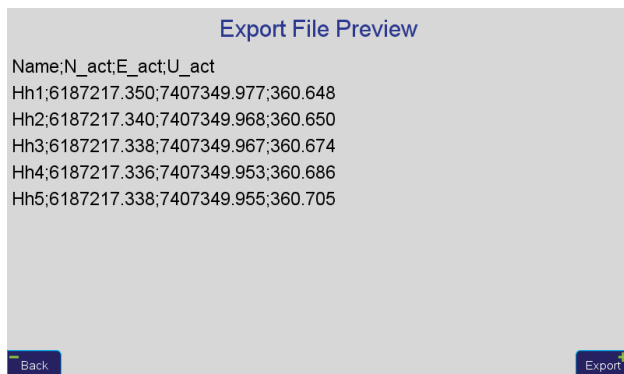 Export File Preview
Name;N_act;E_act;U_act
Hh1;6187217.350;7407349.977;360.648
Hh2;6187217.340;7407349.968;360.650
Hh3;6187217.338;7407349.967;360.674
Hh4;6187217.336;7407349.953;360.686
Hh5;6187217.338;7407349.955;360.705
Back
Export